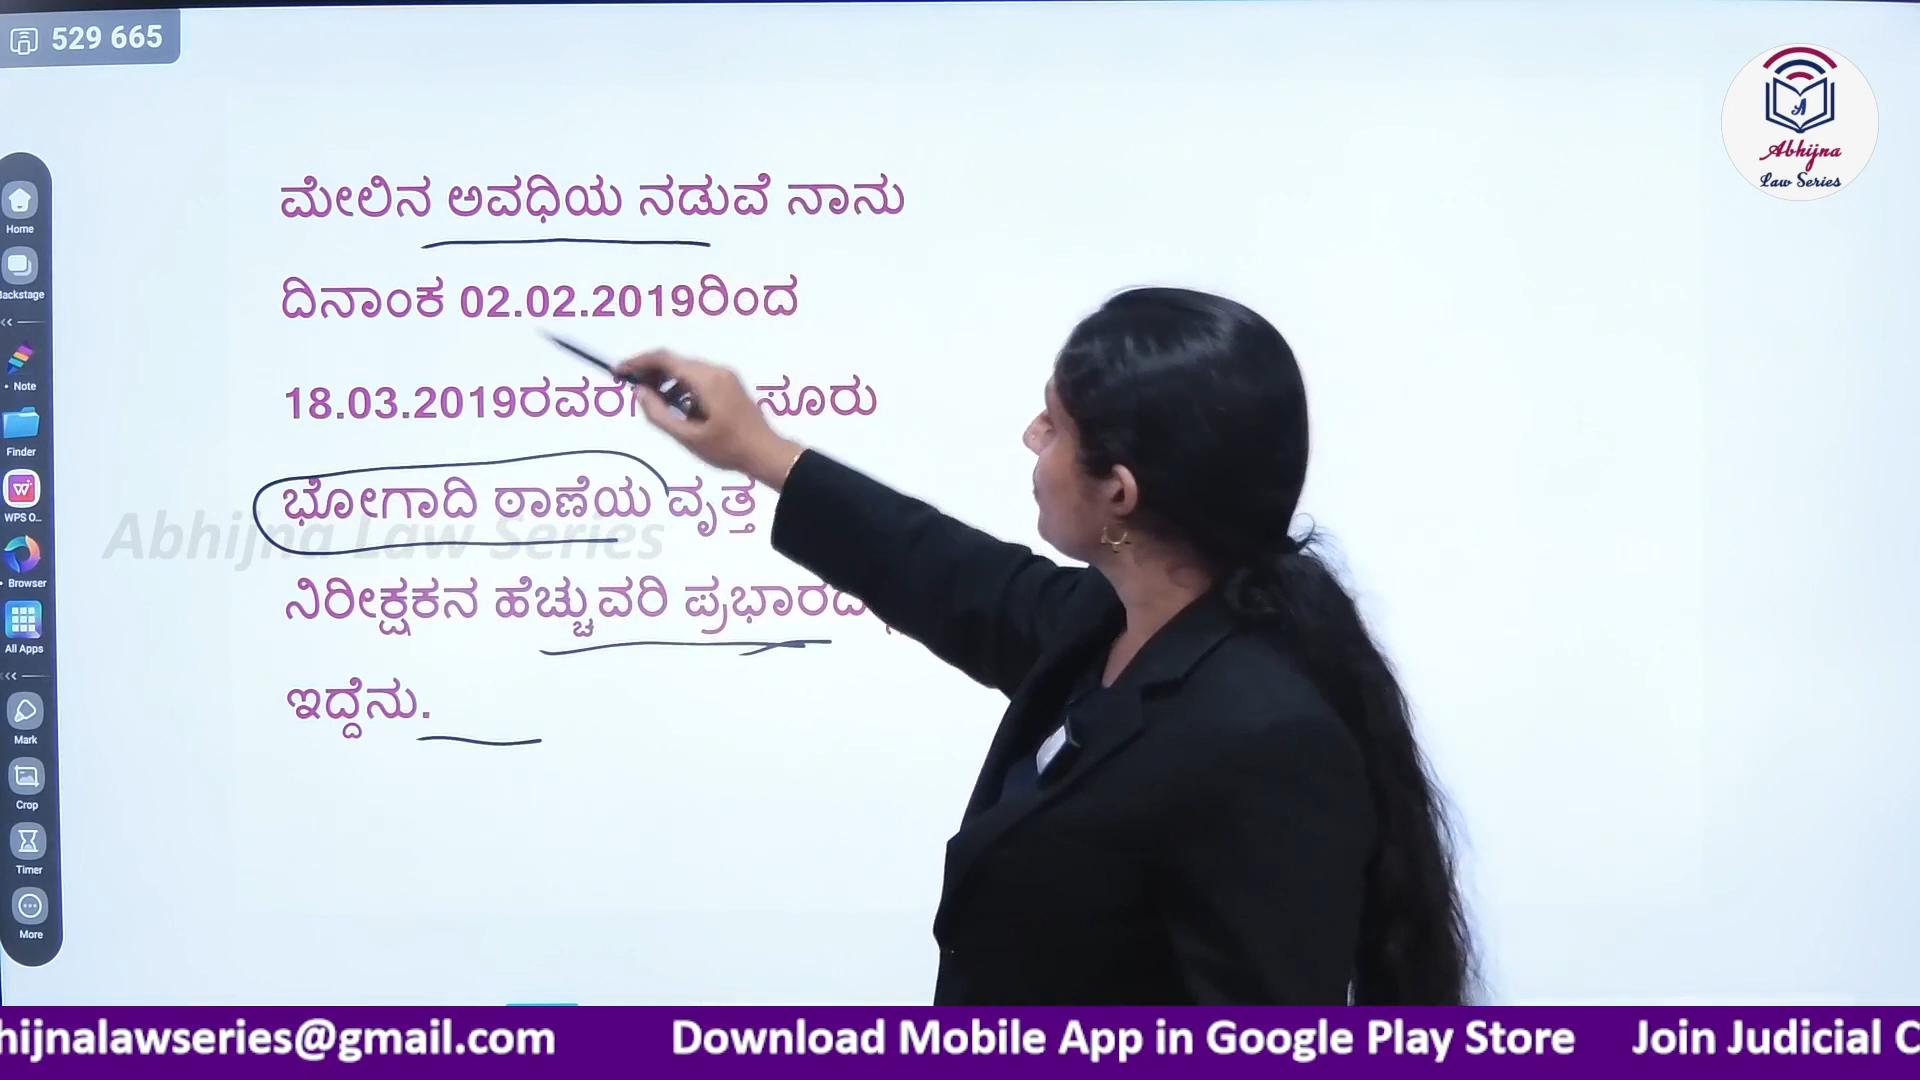 529 665
Abhijna
Law Series
ಮೇಲಿನ ಅವಧಿಯ ನಡುವೆ ನಾನು
ದಿನಾಂಕ 02.02.2019ರಿಂದ
18.03.2019ರವರೆಗೆ
ಭೋಗಾದಿ ಠಾಣೆಯ ವೃತ್ತ
Abhijna Law Series
ನಿರೀಕ್ಷಕನ ಹೆಚ್ಚುವರಿ ಪ್ರಭಾರದ
ಇದ್ದೆನು.
Home
Backstage
Note
Finder
WPS O...
Browser
All Apps
Mark
Crop
Timer
More
hijnalawseries@gmail.com Download Mobile App in Google Play Store Join Judicial C